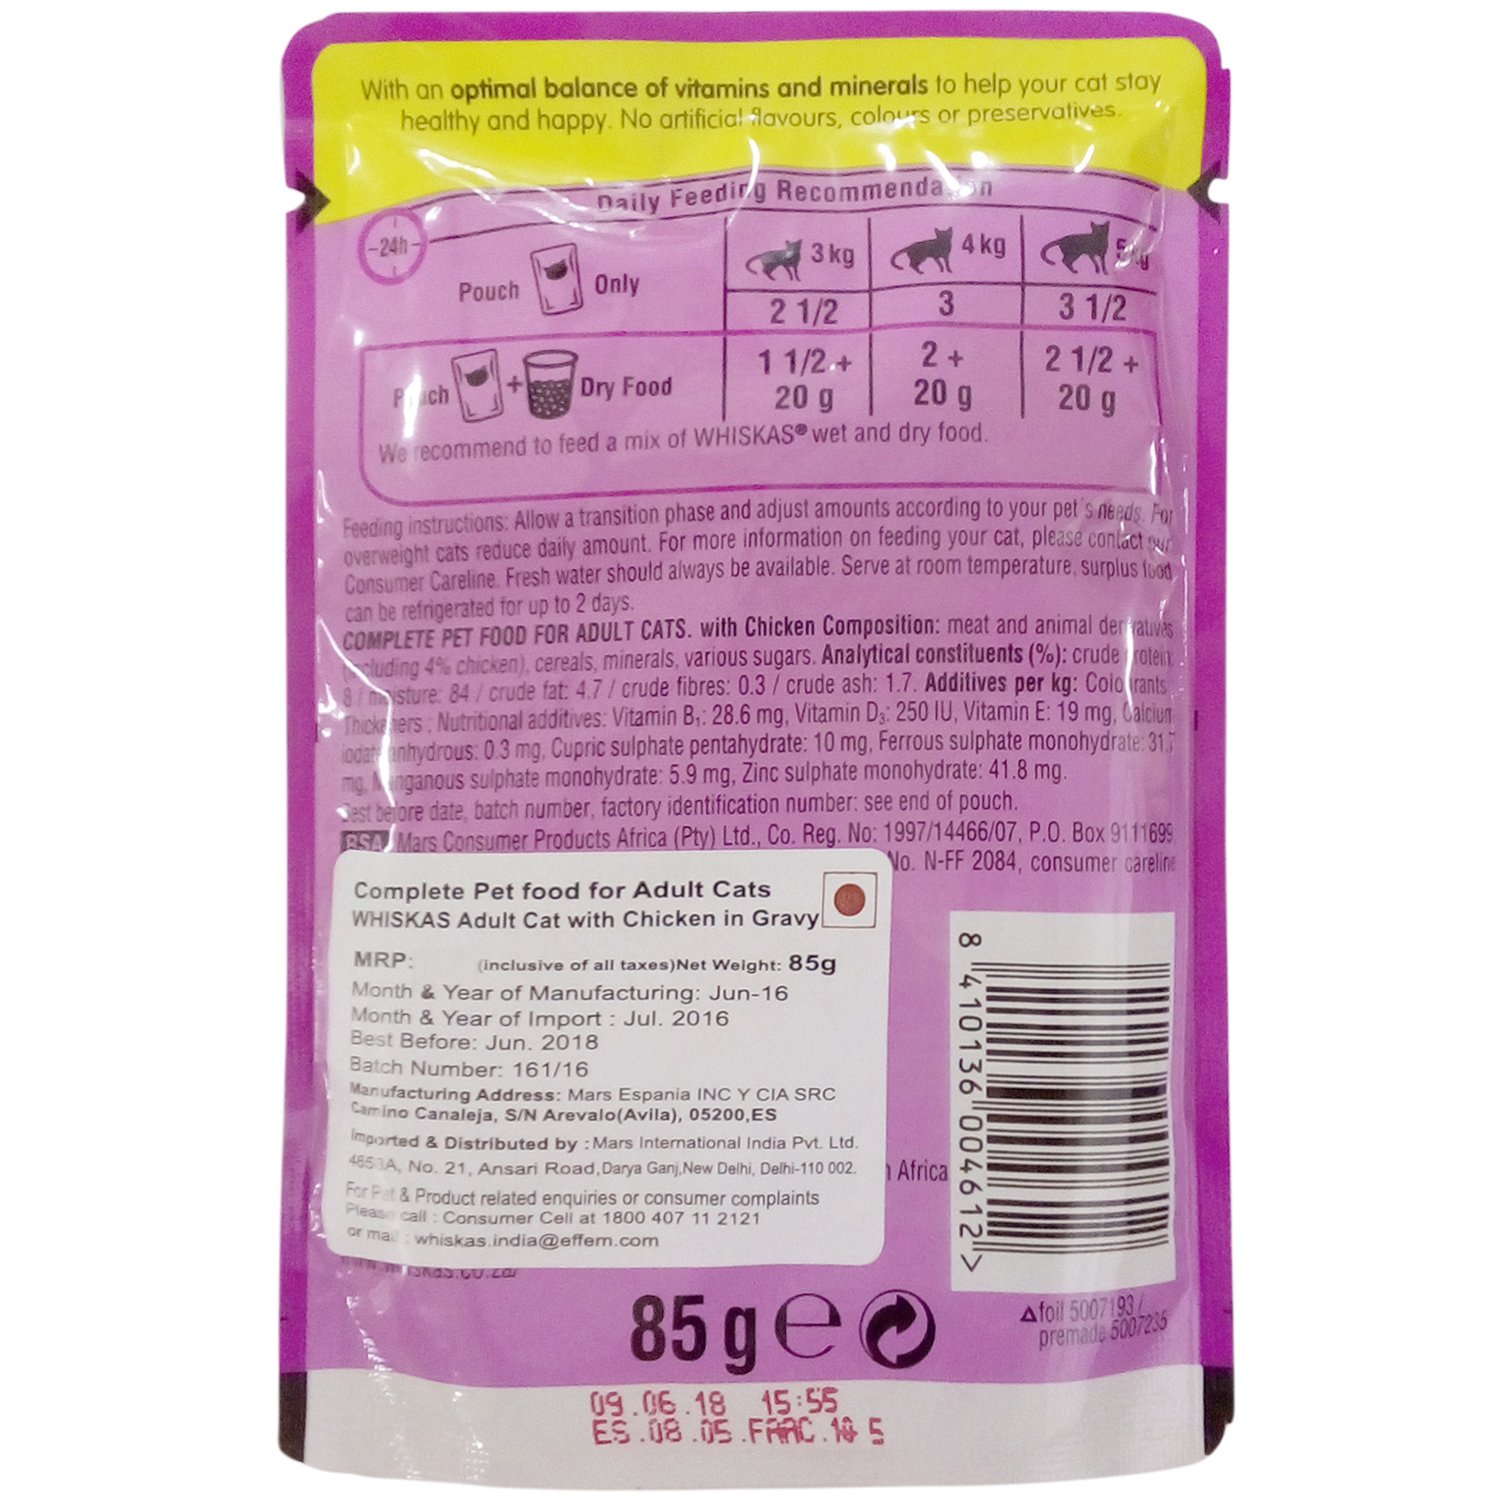 With an optimal balance of vitamins and minerals to help your cat stay
healthy and happy. No artificial flavours, colours or preservatives.
Daily Feeding
24h
3 kg 4 kg
Pouch Only
2 1/2 3 3 1/2
Dry Food
1 1/2 + 2 + 2 1/2 +
+
20 g 20 g 20 g
We recommend to feed a mix of WHISKAS® wet and dry food.
Feeding instructions: Allow a transition phase and adjust amounts according to your pet's needs. For
overweight cats reduce daily amount. For more information on feeding your cat, please contact our
Consumer Careline. Fresh water should always be available. Serve at room temperature, surplus food
can be refrigerated for up to 2 days.
COMPLETE PET FOOD FOR ADULT CATS. with Chicken Composition: meat and animal derivatives
(including 4% chicken), cereals, minerals, various sugars. Analytical constituents (%): crude protein:
8 / moisture: 84 / crude fat: 4.7 / crude fibres: 0.3 / crude ash: 1.7. Additives per kg: Colourants
Thickeners ; Nutritional additives: Vitamin B₁: 28.6 mg, Vitamin D₃: 250 IU, Vitamin E: 19 mg, Calcium
iodate anhydrous: 0.3 mg, Cupric sulphate pentahydrate: 10 mg, Ferrous sulphate monohydrate: 31.7
mg, Manganous sulphate monohydrate: 5.9 mg, Zinc sulphate monohydrate: 41.8 mg.
Best before date, batch number, factory identification number: see end of pouch.
RSA Mars Consumer Products Africa (Pty) Ltd., Co. Reg. No: 1997/14466/07, P.O. Box 9111699
No. N-FF 2084, consumer careline
Complete Pet food for Adult Cats
WHISKAS Adult Cat with Chicken in Gravy
MRP: (inclusive of all taxes)Net Weight: 85g
Month & Year of Manufacturing: Jun-16
Month & Year of Import : Jul. 2016
Best Before: Jun. 2018
Batch Number: 161/16
Manufacturing Address: Mars Espania INC Y CIA SRC
Camino Canaleja, S/N Arevalo(Avila), 05200,ES
Imported & Distributed by : Mars International India Pvt. Ltd.
No. 21, Ansari Road,Darya Ganj,New Delhi, Delhi-110 002.
For Pet & Product related enquiries or consumer complaints
Please call : Consumer Cell at 1800 407 11 2121
or mail : whiskas.india@effem.com
Africa
8 410136 004612 >
85 g e
foil 5007193 /
premade 5007235
09.06.18 15:55
ES.08.05